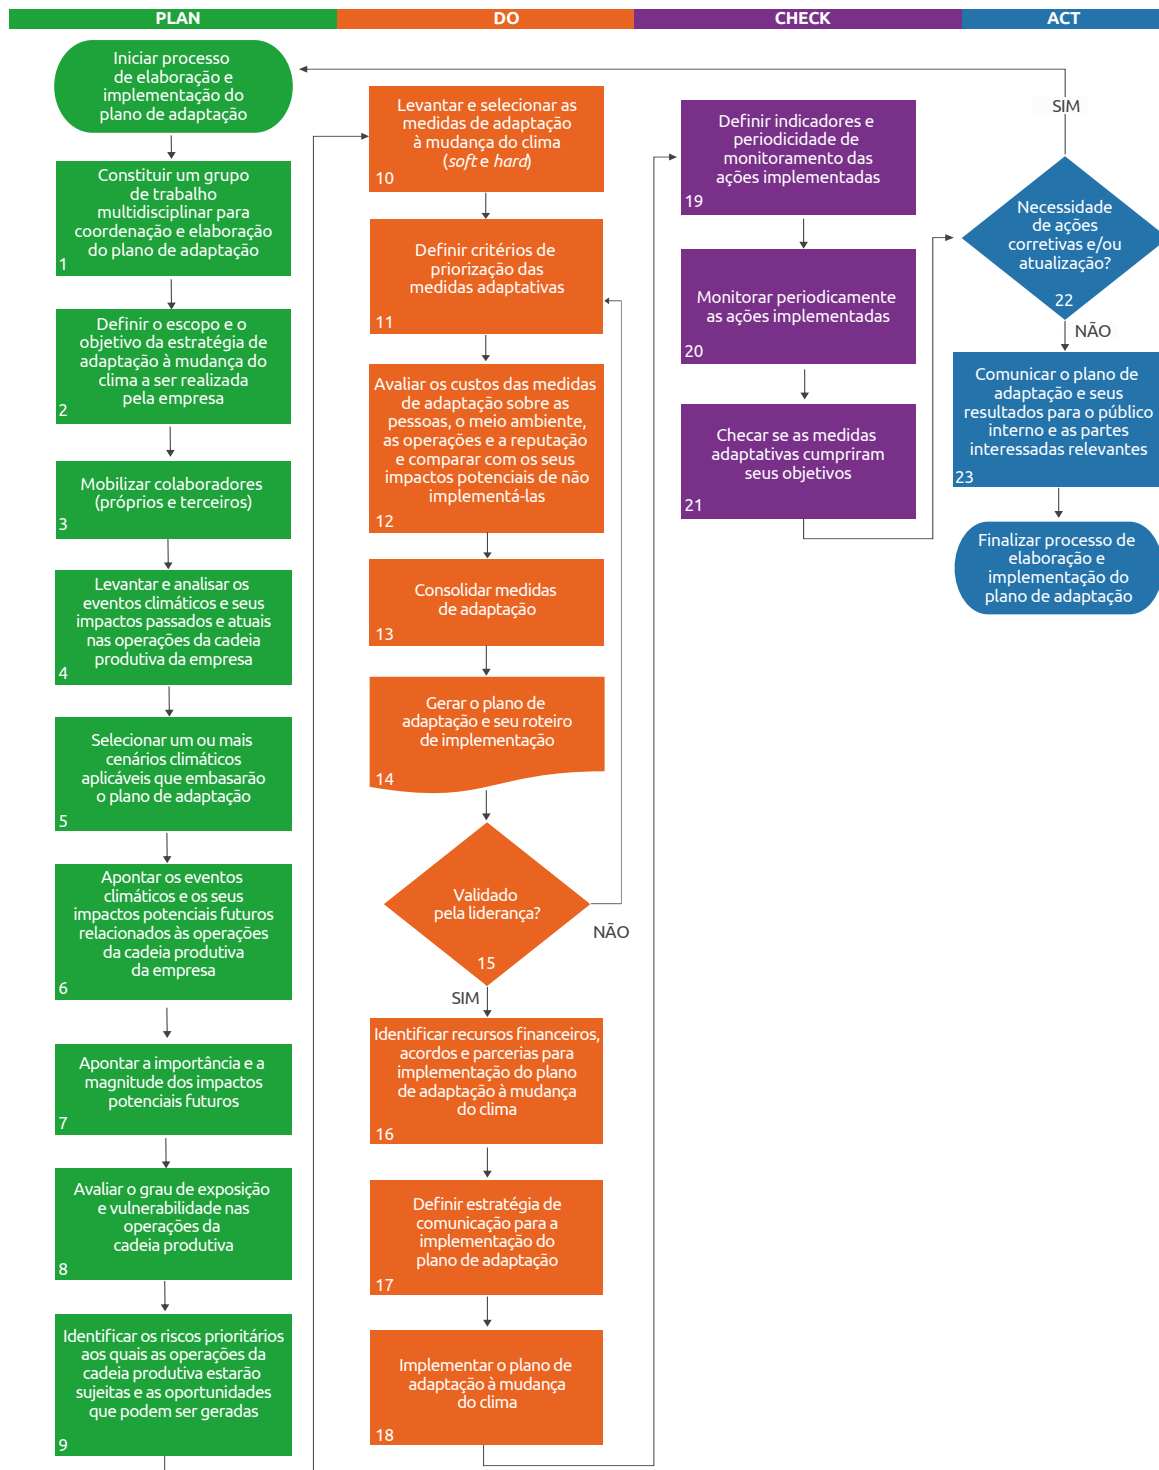 PLAN
DO
CHECK
ACT
Iniciar processo
de elaboração e
implementação do
plano de adaptação
Constituir um grupo
de trabalho
multidisciplinar para
coordenação e elaboração
do plano de adaptação
1
Definir o escopo e o
objetivo da estratégia de
adaptação à mudança do
clima a ser realizada
pela empresa
2
Mobilizar colaboradores
(próprios e terceiros)
3
Levantar e analisar os
eventos climáticos e seus
impactos passados e atuais
nas operações da cadeia
produtiva da empresa
4
Selecionar um ou mais
cenários climáticos
aplicáveis que embasarão
o plano de adaptação
5
Apontar os eventos
climáticos e os seus
impactos potenciais futuros
relacionados às operações
da cadeia produtiva
da empresa
6
Apontar a importância e a
magnitude dos impactos
potenciais futuros
7
Avaliar o grau de exposição
e vulnerabilidade nas
operações da
cadeia produtiva
8
Identificar os riscos prioritários
aos quais as operações da
cadeia produtiva estarão
sujeitas e as oportunidades
que podem ser geradas
9
Levantar e selecionar as
medidas de adaptação
à mudança do clima
(soft e hard)
10
Definir critérios de
priorização das
medidas adaptativas
11
Avaliar os custos das medidas
de adaptação sobre as
pessoas, o meio ambiente,
as operações e a reputação
e comparar com os seus
impactos potenciais de não
implementá-las
12
Consolidar medidas
de adaptação
13
Gerar o plano de
adaptação e seu roteiro
de implementação
14
Validado
pela liderança?
15
NÃO
SIM
Identificar recursos financeiros,
acordos e parcerias para
implementação do plano
de adaptação à mudança
do clima
16
Definir estratégia de
comunicação para a
implementação do
plano de adaptação
17
Implementar o plano de
adaptação à mudança
do clima
18
Definir indicadores e
periodicidade de
monitoramento das
ações implementadas
19
Monitorar periodicamente
as ações implementadas
20
Checar se as medidas
adaptativas cumpriram
seus objetivos
21
SIM
Necessidade
de ações
corretivas e/ou
atualização?
22
NÃO
Comunicar o plano de
adaptação e seus
resultados para o público
interno e as partes
interessadas relevantes
23
Finalizar processo de
elaboração e
implementação do
plano de adaptação